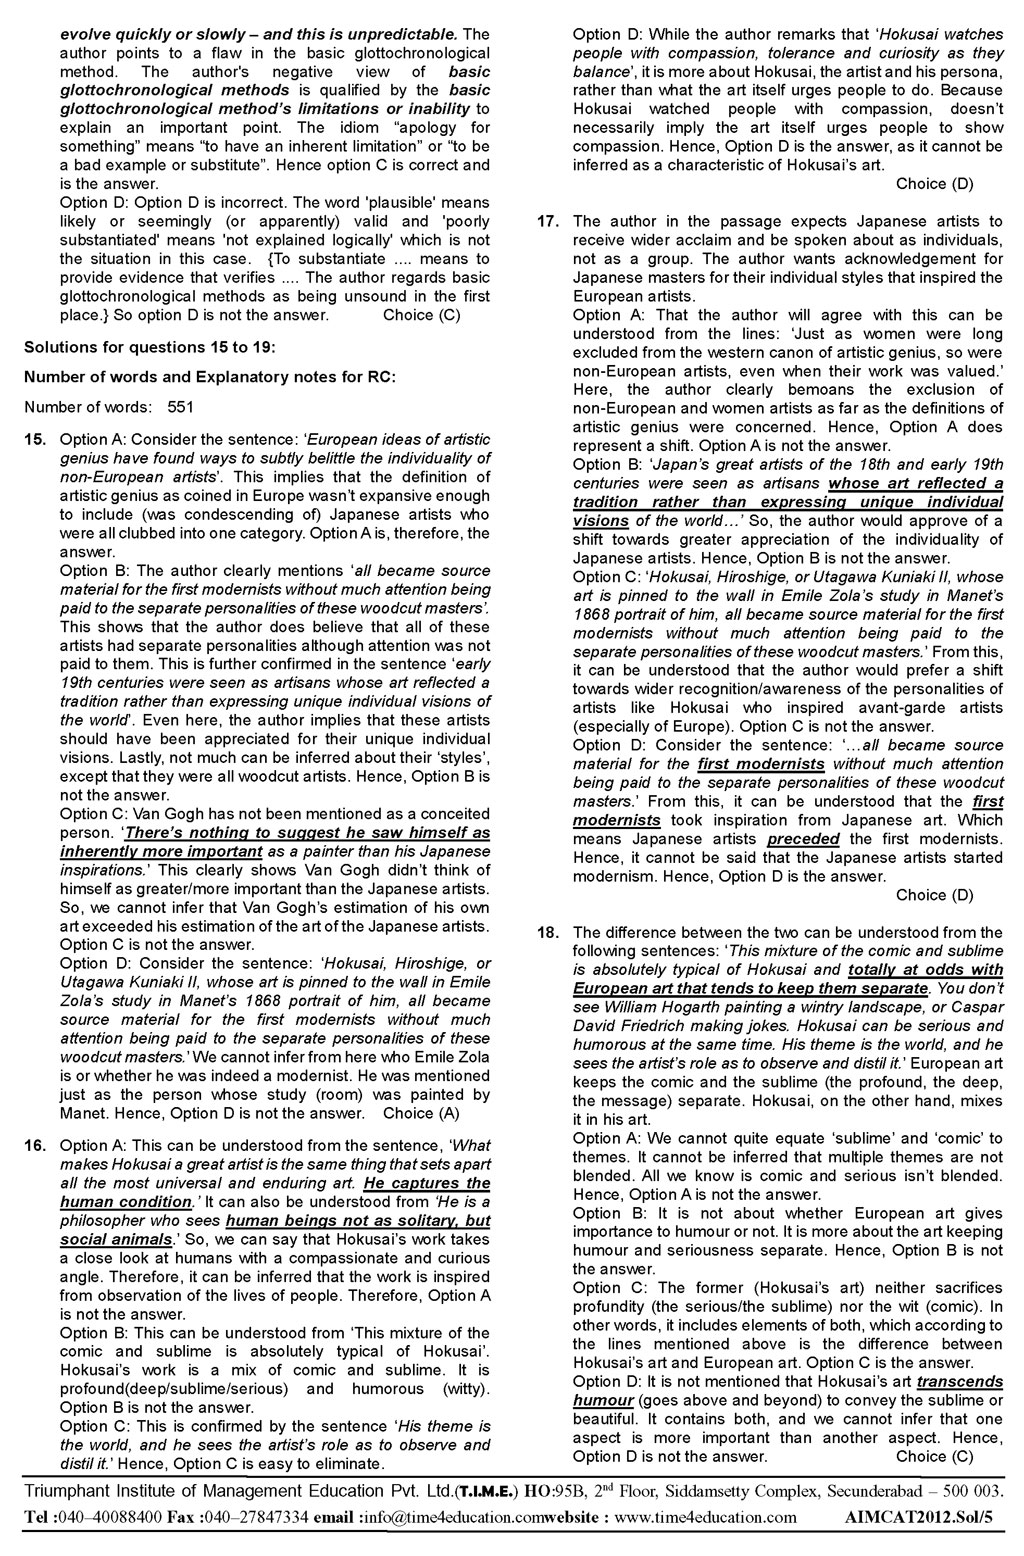 evolve quickly or slowly – and this is unpredictable. The
author points to a flaw in the basic glottochronological
method. The author's negative view of basic
glottochronological methods is qualified by the basic
glottochronological method's limitations or inability to
explain an important point. The idiom “apology for
something” means “to have an inherent limitation” or “to be
a bad example or substitute”. Hence option C is correct and
is the answer.
Option D: Option D is incorrect. The word 'plausible' means
likely or seemingly (or apparently) valid and 'poorly
substantiated' means 'not explained logically' which is not
the situation in this case. {To substantiate .... means to
provide evidence that verifies .... The author regards basic
glottochronological methods as being unsound in the first
place.} So option D is not the answer. Choice (C)
Solutions for questions 15 to 19:
Number of words and Explanatory notes for RC:
Number of words: 551
15. Option A: Consider the sentence: ‘European ideas of artistic
genius have found ways to subtly belittle the individuality of
non-European artists’. This implies that the definition of
artistic genius as coined in Europe wasn’t expansive enough
to include (was condescending of) Japanese artists who
were all clubbed into one category. Option A is, therefore, the
answer.
Option B: The author clearly mentions ‘all became source
material for the first modernists without much attention being
paid to the separate personalities of these woodcut masters’.
This shows that the author does believe that all of these
artists had separate personalities although attention was not
paid to them. This is further confirmed in the sentence ‘early
19th centuries were seen as artisans whose art reflected a
tradition rather than expressing unique individual visions of
the world’. Even here, the author implies that these artists
should have been appreciated for their unique individual
visions. Lastly, not much can be inferred about their ‘styles’,
except that they were all woodcut artists. Hence, Option B is
not the answer.
Option C: Van Gogh has not been mentioned as a conceited
person. ‘There’s nothing to suggest he saw himself as
inherently more important as a painter than his Japanese
inspirations.’ This clearly shows Van Gogh didn’t think of
himself as greater/more important than the Japanese artists.
So, we cannot infer that Van Gogh’s estimation of his own
art exceeded his estimation of the art of the Japanese artists.
Option C is not the answer.
Option D: Consider the sentence: ‘Hokusai, Hiroshige, or
Utagawa Kuniaki II, whose art is pinned to the wall in Emile
Zola’s study in Manet’s 1868 portrait of him, all became
source material for the first modernists without much
attention being paid to the separate personalities of these
woodcut masters.’ We cannot infer from here who Emile Zola
is or whether he was indeed a modernist. He was mentioned
just as the person whose study (room) was painted by
Manet. Hence, Option D is not the answer. Choice (A)
16. Option A: This can be understood from the sentence, ‘What
makes Hokusai a great artist is the same thing that sets apart
all the most universal and enduring art. He captures the
human condition.’ It can also be understood from ‘He is a
philosopher who sees human beings not as solitary, but
social animals.’ So, we can say that Hokusai’s work takes
a close look at humans with a compassionate and curious
angle. Therefore, it can be inferred that the work is inspired
from observation of the lives of people. Therefore, Option A
is not the answer.
Option B: This can be understood from ‘This mixture of the
comic and sublime is absolutely typical of Hokusai’.
Hokusai’s work is a mix of comic and sublime. It is
profound(deep/sublime/serious) and humorous (witty).
Option B is not the answer.
Option C: This is confirmed by the sentence ‘His theme is
the world, and he sees the artist’s role as to observe and
distil it.’ Hence, Option C is easy to eliminate.
Option D: While the author remarks that ‘Hokusai watches
people with compassion, tolerance and curiosity as they
balance’, it is more about Hokusai, the artist and his persona,
rather than what the art itself urges people to do. Because
Hokusai watched people with compassion, doesn’t
necessarily imply the art itself urges people to show
compassion. Hence, Option D is the answer, as it cannot be
inferred as a characteristic of Hokusai’s art.
Choice (D)
17. The author in the passage expects Japanese artists to
receive wider acclaim and be spoken about as individuals,
not as a group. The author wants acknowledgement for
Japanese masters for their individual styles that inspired the
European artists.
Option A: That the author will agree with this can be
understood from the lines: ‘Just as women were long
excluded from the western canon of artistic genius, so were
non-European artists, even when their work was valued.’
Here, the author clearly bemoans the exclusion of
non-European and women artists as far as the definitions of
artistic genius were concerned. Hence, Option A does
represent a shift. Option A is not the answer.
Option B: ‘Japan’s great artists of the 18th and early 19th
centuries were seen as artisans whose art reflected a
tradition rather than expressing unique individual
visions of the world…’ So, the author would approve of a
shift towards greater appreciation of the individuality of
Japanese artists. Hence, Option B is not the answer.
Option C: ‘Hokusai, Hiroshige, or Utagawa Kuniaki II, whose
art is pinned to the wall in Emile Zola’s study in Manet’s
1868 portrait of him, all became source material for the first
modernists without much attention being paid to the
separate personalities of these woodcut masters.’ From this,
it can be understood that the author would prefer a shift
towards wider recognition/awareness of the personalities of
artists like Hokusai who inspired avant-garde artists
(especially of Europe). Option C is not the answer.
Option D: Consider the sentence: ‘…all became source
material for the first modernists without much attention
being paid to the separate personalities of these woodcut
masters.’ From this, it can be understood that the first
modernists took inspiration from Japanese art. Which
means Japanese artists preceded the first modernists.
Hence, it cannot be said that the Japanese artists started
modernism. Hence, Option D is the answer.
Choice (D)
18. The difference between the two can be understood from the
following sentences: ‘This mixture of the comic and sublime
is absolutely typical of Hokusai and totally at odds with
European art that tends to keep them separate. You don’t
see William Hogarth painting a wintry landscape, or Caspar
David Friedrich making jokes. Hokusai can be serious and
humorous at the same time. His theme is the world, and he
sees the artist’s role as to observe and distil it.’ European art
keeps the comic and the sublime (the profound, the deep,
the message) separate. Hokusai, on the other hand, mixes
it in his art.
Option A: We cannot quite equate ‘sublime’ and ‘comic’ to
themes. It cannot be inferred that multiple themes are not
blended. All we know is comic and serious isn’t blended.
Hence, Option A is not the answer.
Option B: It is not about whether European art gives
importance to humour or not. It is more about the art keeping
humour and seriousness separate. Hence, Option B is not
the answer.
Option C: The former (Hokusai’s art) neither sacrifices
profundity (the serious/the sublime) nor the wit (comic). In
other words, it includes elements of both, which according to
the lines mentioned above is the difference between
Hokusai’s art and European art. Option C is the answer.
Option D: It is not mentioned that Hokusai’s art transcends
humour (goes above and beyond) to convey the sublime or
beautiful. It contains both, and we cannot infer that one
aspect is more important than another aspect. Hence,
Option D is not the answer. Choice (C)
Triumphant Institute of Management Education Pvt. Ltd.(T.I.M.E.) HO:95B, 2nd Floor, Siddamsetty Complex, Secunderabad – 500 003.
Tel :040–40088400 Fax :040–27847334 email :info@time4education.comwebsite : www.time4education.com AIMCAT2012.Sol/5